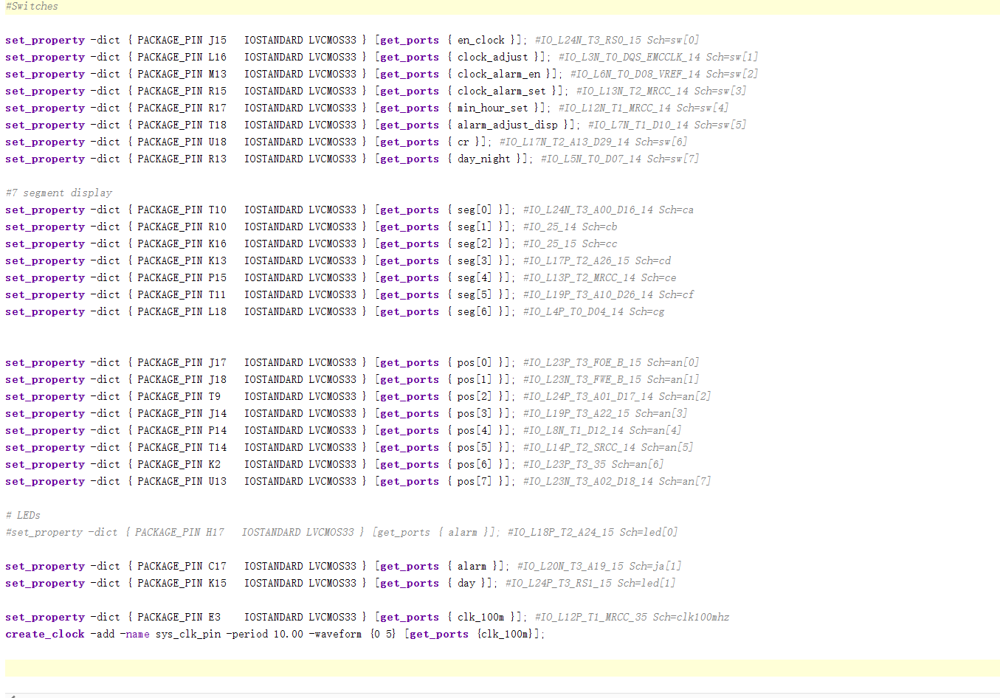 #Switches
set_property -dict { PACKAGE_PIN J15   IOSTANDARD LVCMOS33 } [get_ports { en_clock }]; #IO_L24N_T3_RS0_15 Sch=sw[0]
set_property -dict { PACKAGE_PIN L16   IOSTANDARD LVCMOS33 } [get_ports { clock_adjust }]; #IO_L3N_T0_DQS_EMCCLK_14 Sch=sw[1]
set_property -dict { PACKAGE_PIN M13   IOSTANDARD LVCMOS33 } [get_ports { clock_alarm_en }]; #IO_L6N_T0_D08_VREF_14 Sch=sw[2]
set_property -dict { PACKAGE_PIN R15   IOSTANDARD LVCMOS33 } [get_ports { clock_alarm_set }]; #IO_L13N_T2_MRCC_14 Sch=sw[3]
set_property -dict { PACKAGE_PIN R17   IOSTANDARD LVCMOS33 } [get_ports { min_hour_set }]; #IO_L12N_T1_MRCC_14 Sch=sw[4]
set_property -dict { PACKAGE_PIN T18   IOSTANDARD LVCMOS33 } [get_ports { alarm_adjust_disp }]; #IO_L7N_T1_D10_14 Sch=sw[5]
set_property -dict { PACKAGE_PIN U18   IOSTANDARD LVCMOS33 } [get_ports { cr }]; #IO_L17N_T2_A13_D29_14 Sch=sw[6]
set_property -dict { PACKAGE_PIN R13   IOSTANDARD LVCMOS33 } [get_ports { day_night }]; #IO_L5N_T0_D07_14 Sch=sw[7]
#7 segment display
set_property -dict { PACKAGE_PIN T10   IOSTANDARD LVCMOS33 } [get_ports { seg[0] }]; #IO_L24N_T3_A00_D16_14 Sch=ca
set_property -dict { PACKAGE_PIN R10   IOSTANDARD LVCMOS33 } [get_ports { seg[1] }]; #IO_25_14 Sch=cb
set_property -dict { PACKAGE_PIN K16   IOSTANDARD LVCMOS33 } [get_ports { seg[2] }]; #IO_25_15 Sch=cc
set_property -dict { PACKAGE_PIN K13   IOSTANDARD LVCMOS33 } [get_ports { seg[3] }]; #IO_L17P_T2_A26_15 Sch=cd
set_property -dict { PACKAGE_PIN P15   IOSTANDARD LVCMOS33 } [get_ports { seg[4] }]; #IO_L13P_T2_MRCC_14 Sch=ce
set_property -dict { PACKAGE_PIN T11   IOSTANDARD LVCMOS33 } [get_ports { seg[5] }]; #IO_L19P_T3_A10_D26_14 Sch=cf
set_property -dict { PACKAGE_PIN L18   IOSTANDARD LVCMOS33 } [get_ports { seg[6] }]; #IO_L4P_T0_D04_14 Sch=cg
set_property -dict { PACKAGE_PIN J17   IOSTANDARD LVCMOS33 } [get_ports { pos[0] }]; #IO_L23P_T3_FOE_B_15 Sch=an[0]
set_property -dict { PACKAGE_PIN J18   IOSTANDARD LVCMOS33 } [get_ports { pos[1] }]; #IO_L23N_T3_FWE_B_15 Sch=an[1]
set_property -dict { PACKAGE_PIN T9    IOSTANDARD LVCMOS33 } [get_ports { pos[2] }]; #IO_L24P_T3_A01_D17_14 Sch=an[2]
set_property -dict { PACKAGE_PIN J14   IOSTANDARD LVCMOS33 } [get_ports { pos[3] }]; #IO_L19P_T3_A22_15 Sch=an[3]
set_property -dict { PACKAGE_PIN P14   IOSTANDARD LVCMOS33 } [get_ports { pos[4] }]; #IO_L8N_T1_D12_14 Sch=an[4]
set_property -dict { PACKAGE_PIN T14   IOSTANDARD LVCMOS33 } [get_ports { pos[5] }]; #IO_L14P_T2_SRCC_14 Sch=an[5]
set_property -dict { PACKAGE_PIN K2    IOSTANDARD LVCMOS33 } [get_ports { pos[6] }]; #IO_L23P_T3_35 Sch=an[6]
set_property -dict { PACKAGE_PIN U13   IOSTANDARD LVCMOS33 } [get_ports { pos[7] }]; #IO_L23N_T3_A02_D18_14 Sch=an[7]
# LEDs
#set_property -dict { PACKAGE_PIN H17   IOSTANDARD LVCMOS33 } [get_ports { alarm }]; #IO_L18P_T2_A24_15 Sch=led[0]
set_property -dict { PACKAGE_PIN C17   IOSTANDARD LVCMOS33 } [get_ports { alarm }]; #IO_L20N_T3_A19_15 Sch=ja[1]
set_property -dict { PACKAGE_PIN K15   IOSTANDARD LVCMOS33 } [get_ports { day }]; #IO_L24P_T3_RS1_15 Sch=led[1]
set_property -dict { PACKAGE_PIN E3    IOSTANDARD LVCMOS33 } [get_ports { clk_100m }]; #IO_L12P_T1_MRCC_35 Sch=clk100mhz
create_clock -add -name sys_clk_pin -period 10.00 -waveform {0 5} [get_ports {clk_100m}];